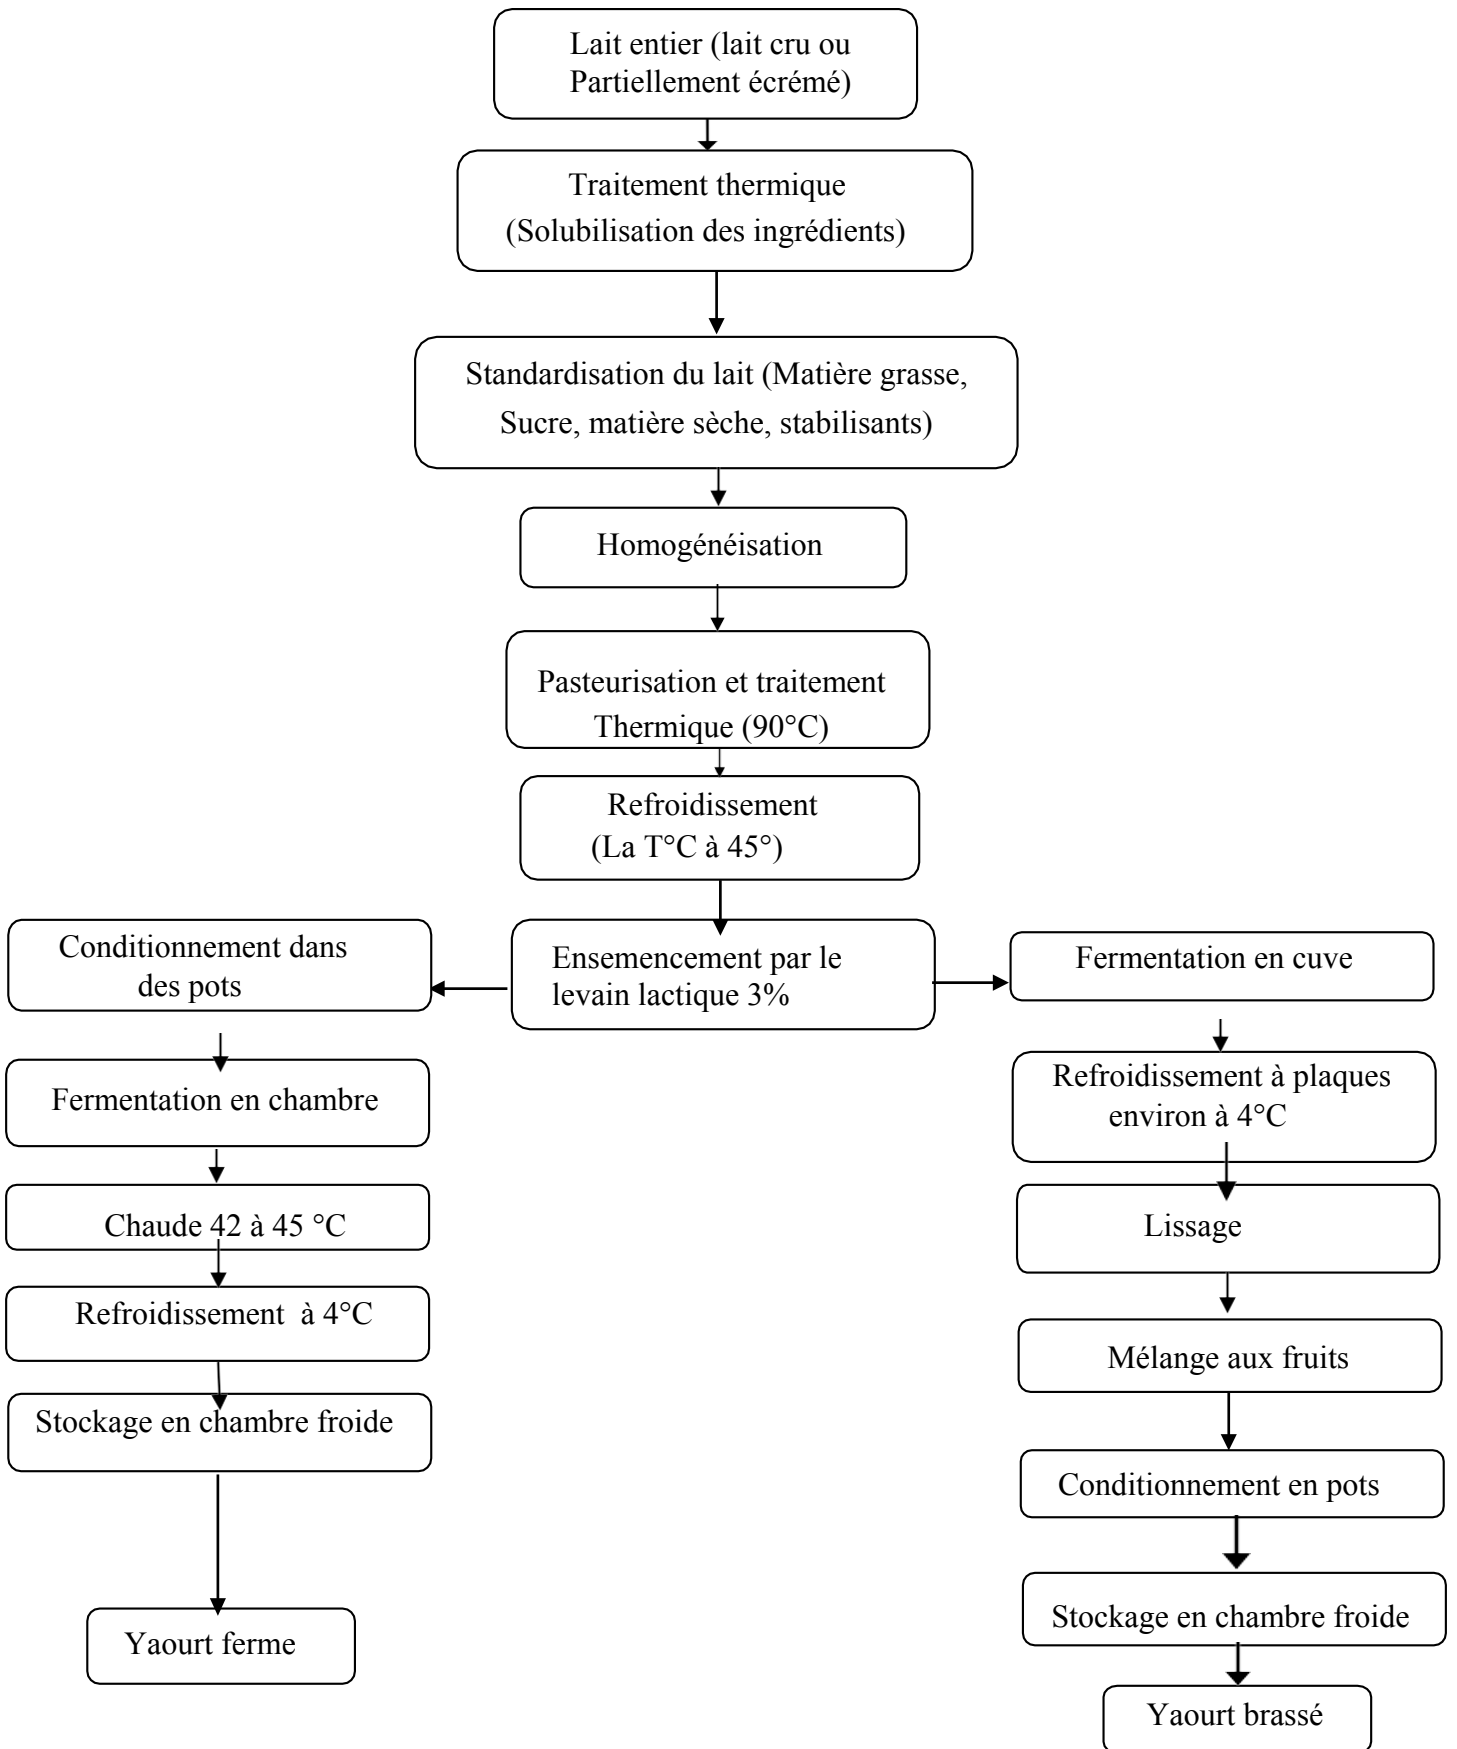 Lait entier (lait cru ou
Partiellement écrémé)
Traitement thermique
(Solubilisation des ingrédients)
Standardisation du lait (Matière grasse,
Sucre, matière sèche, stabilisants)
Homogénéisation
Pasteurisation et traitement
Thermique (90°C)
Refroidissement
(La T°C à 45°)
Ensemencement par le
levain lactique 3%
Conditionnement dans
des pots
Fermentation en chambre
Chaude 42 à 45 °C
Refroidissement à 4°C
Stockage en chambre froide
Yaourt ferme
Fermentation en cuve
Refroidissement à plaques
environ à 4°C
Lissage
Mélange aux fruits
Conditionnement en pots
Stockage en chambre froide
Yaourt brassé